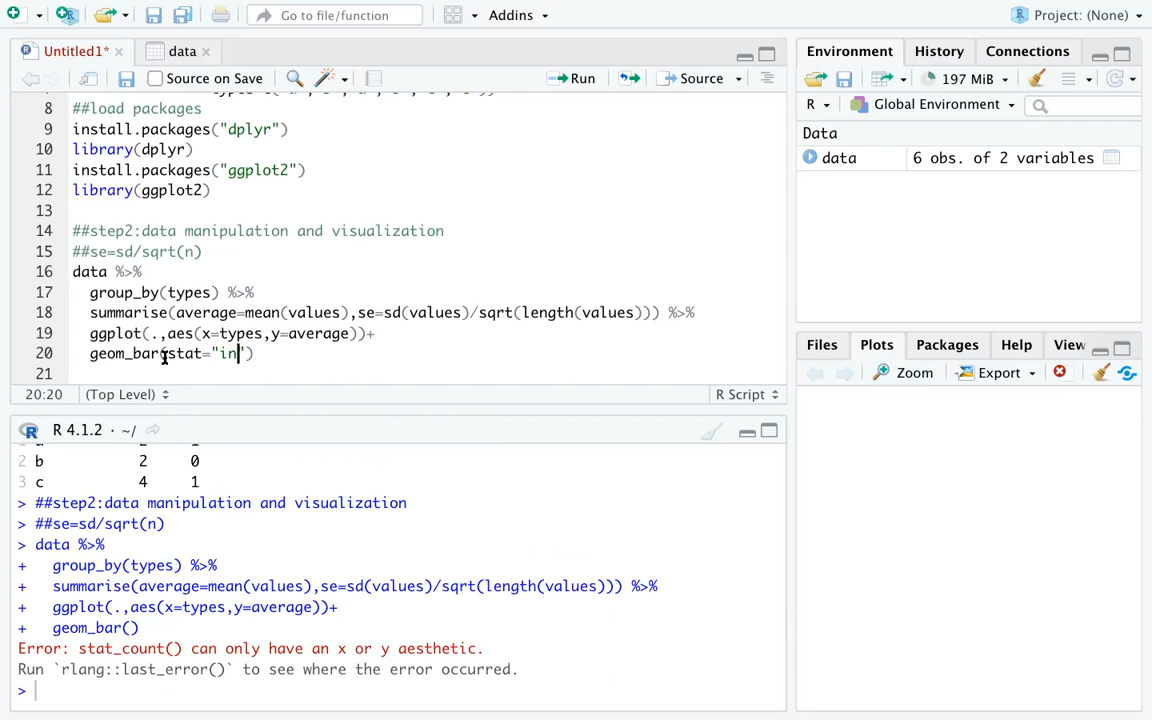 Go to file/function
Addins
Project: (None)
Untitled1*
data
Source on Save
Run
Source
8 ##load packages
9 install.packages("dplyr")
10 library(dplyr)
11 install.packages("ggplot2")
12 library(ggplot2)
13
14 ##step2:data manipulation and visualization
15 ##se=sd/sqrt(n)
16 data %>%
17 group_by(types) %>%
18 summarise(average=mean(values),se=sd(values)/sqrt(length(values))) %>%
19 ggplot(.,aes(x=types,y=average))+
20 geom_bar(stat="in")
21
20:20
(Top Level)
R Script
R 4.1.2 · ~/
2 b 2 0
3 c 4 1
> ##step2:data manipulation and visualization
> ##se=sd/sqrt(n)
> data %>%
+ group_by(types) %>%
+ summarise(average=mean(values),se=sd(values)/sqrt(length(values))) %>%
+ ggplot(.,aes(x=types,y=average))+
+ geom_bar()
Error: stat_count() can only have an x or y aesthetic.
Run `rlang::last_error()` to see where the error occurred.
>
Environment
History
Connections
197 MiB
R
Global Environment
Data
data 6 obs. of 2 variables
Files
Plots
Packages
Help
View
Zoom
Export